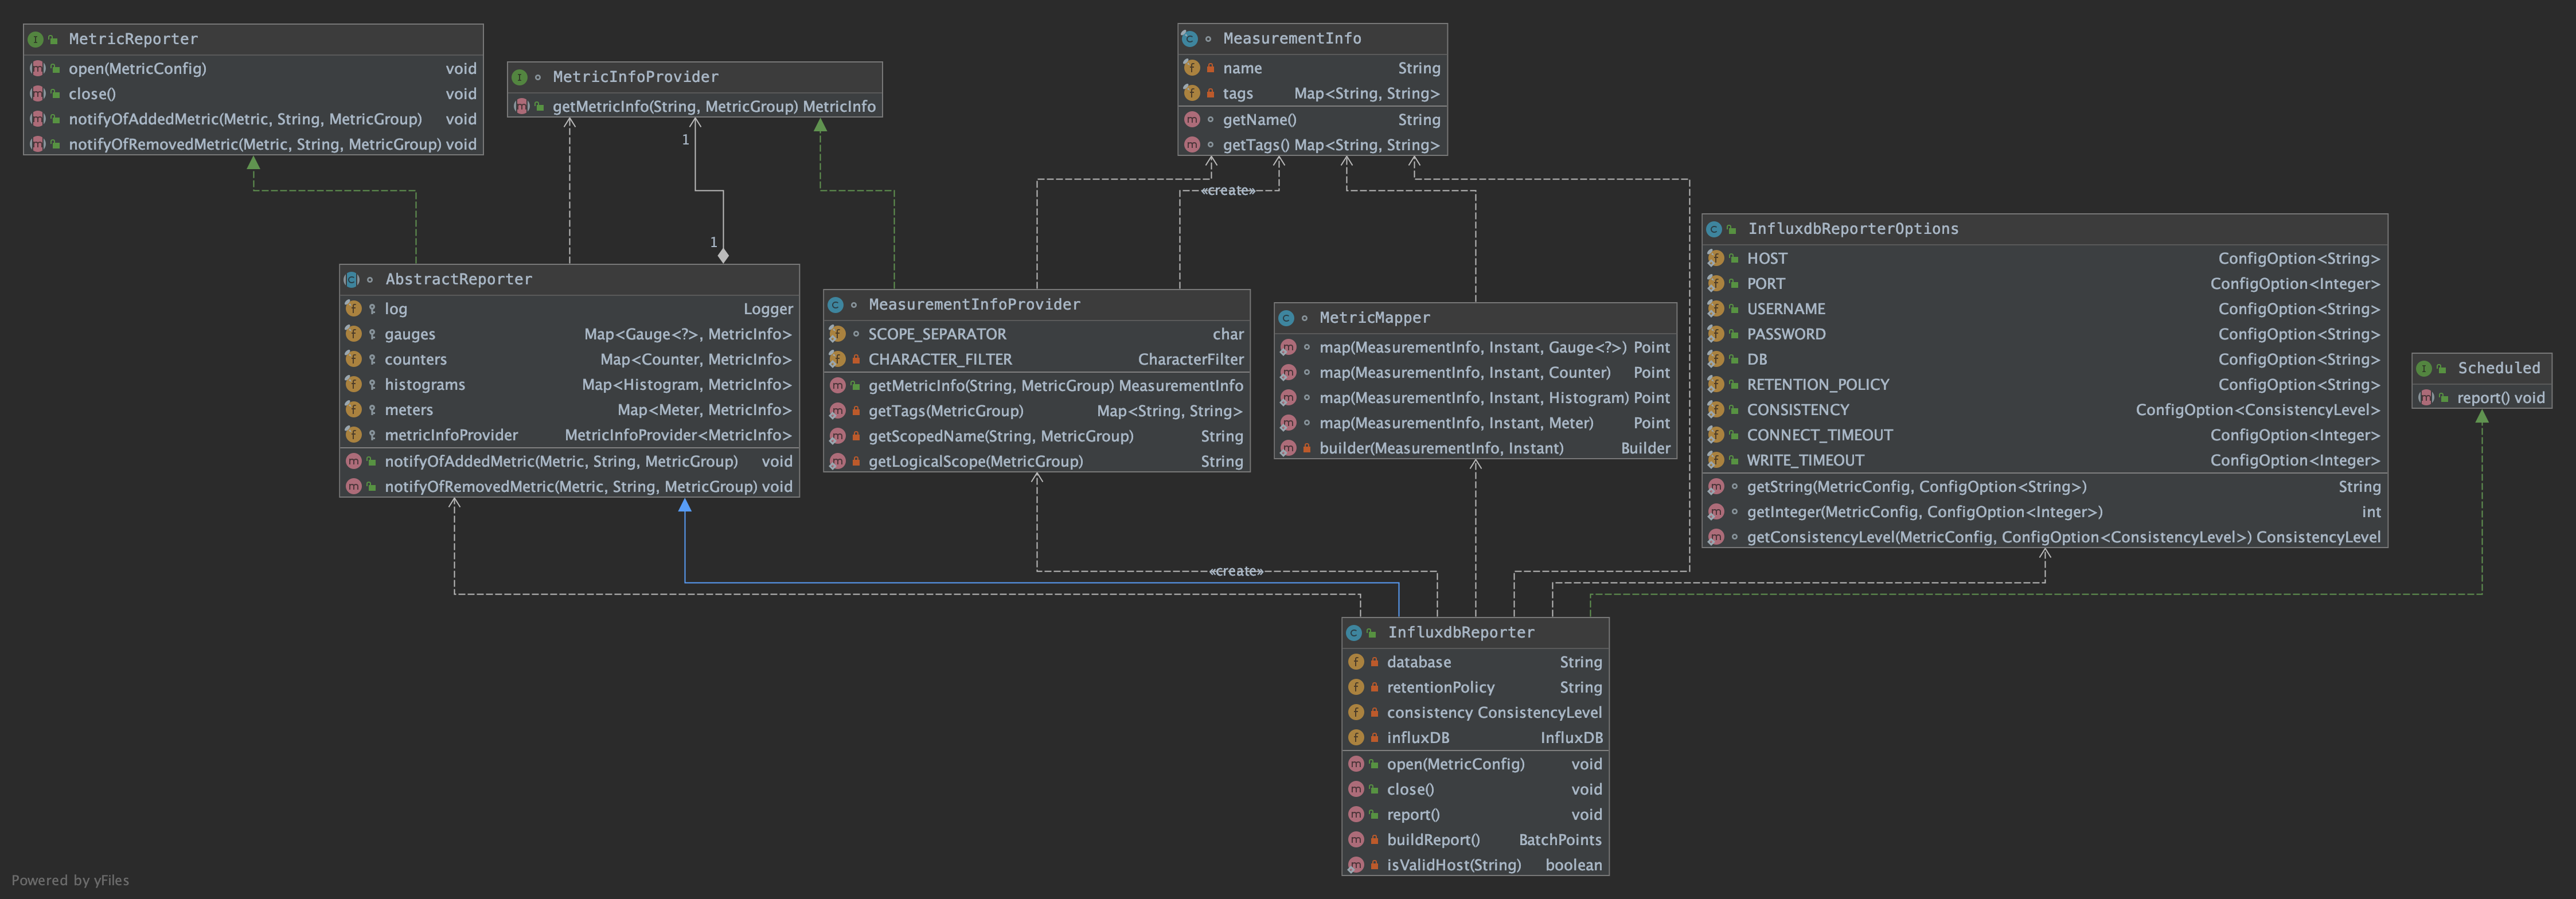 MetricReporter
open(MetricConfig) void
close() void
notifyOfAddedMetric(Metric, String, MetricGroup) void
notifyOfRemovedMetric(Metric, String, MetricGroup) void
MetricInfoProvider
getMetricInfo(String, MetricGroup) MetricInfo
MeasurementInfo
name String
tags Map<String, String>
getName() String
getTags() Map<String, String>
1
«create»
1
AbstractReporter
log Logger
gauges Map<Gauge<?>, MetricInfo>
counters Map<Counter, MetricInfo>
histograms Map<Histogram, MetricInfo>
meters Map<Meter, MetricInfo>
metricInfoProvider MetricInfoProvider<MetricInfo>
notifyOfAddedMetric(Metric, String, MetricGroup) void
notifyOfRemovedMetric(Metric, String, MetricGroup) void
MeasurementInfoProvider
SCOPE_SEPARATOR char
CHARACTER_FILTER CharacterFilter
getMetricInfo(String, MetricGroup) MeasurementInfo
getTags(MetricGroup) Map<String, String>
getScopedName(String, MetricGroup) String
getLogicalScope(MetricGroup) String
MetricMapper
map(MeasurementInfo, Instant, Gauge<?>) Point
map(MeasurementInfo, Instant, Counter) Point
map(MeasurementInfo, Instant, Histogram) Point
map(MeasurementInfo, Instant, Meter) Point
builder(MeasurementInfo, Instant) Builder
InfluxdbReporterOptions
HOST ConfigOption<String>
PORT ConfigOption<Integer>
USERNAME ConfigOption<String>
PASSWORD ConfigOption<String>
DB ConfigOption<String>
RETENTION_POLICY ConfigOption<String>
CONSISTENCY ConfigOption<ConsistencyLevel>
CONNECT_TIMEOUT ConfigOption<Integer>
WRITE_TIMEOUT ConfigOption<Integer>
getString(MetricConfig, ConfigOption<String>) String
getInteger(MetricConfig, ConfigOption<Integer>) int
getConsistencyLevel(MetricConfig, ConfigOption<ConsistencyLevel>) ConsistencyLevel
Scheduled
report() void
«create»
InfluxdbReporter
database String
retentionPolicy String
consistency ConsistencyLevel
influxDB InfluxDB
open(MetricConfig) void
close() void
report() void
buildReport() BatchPoints
isValidHost(String) boolean
Powered by yFiles